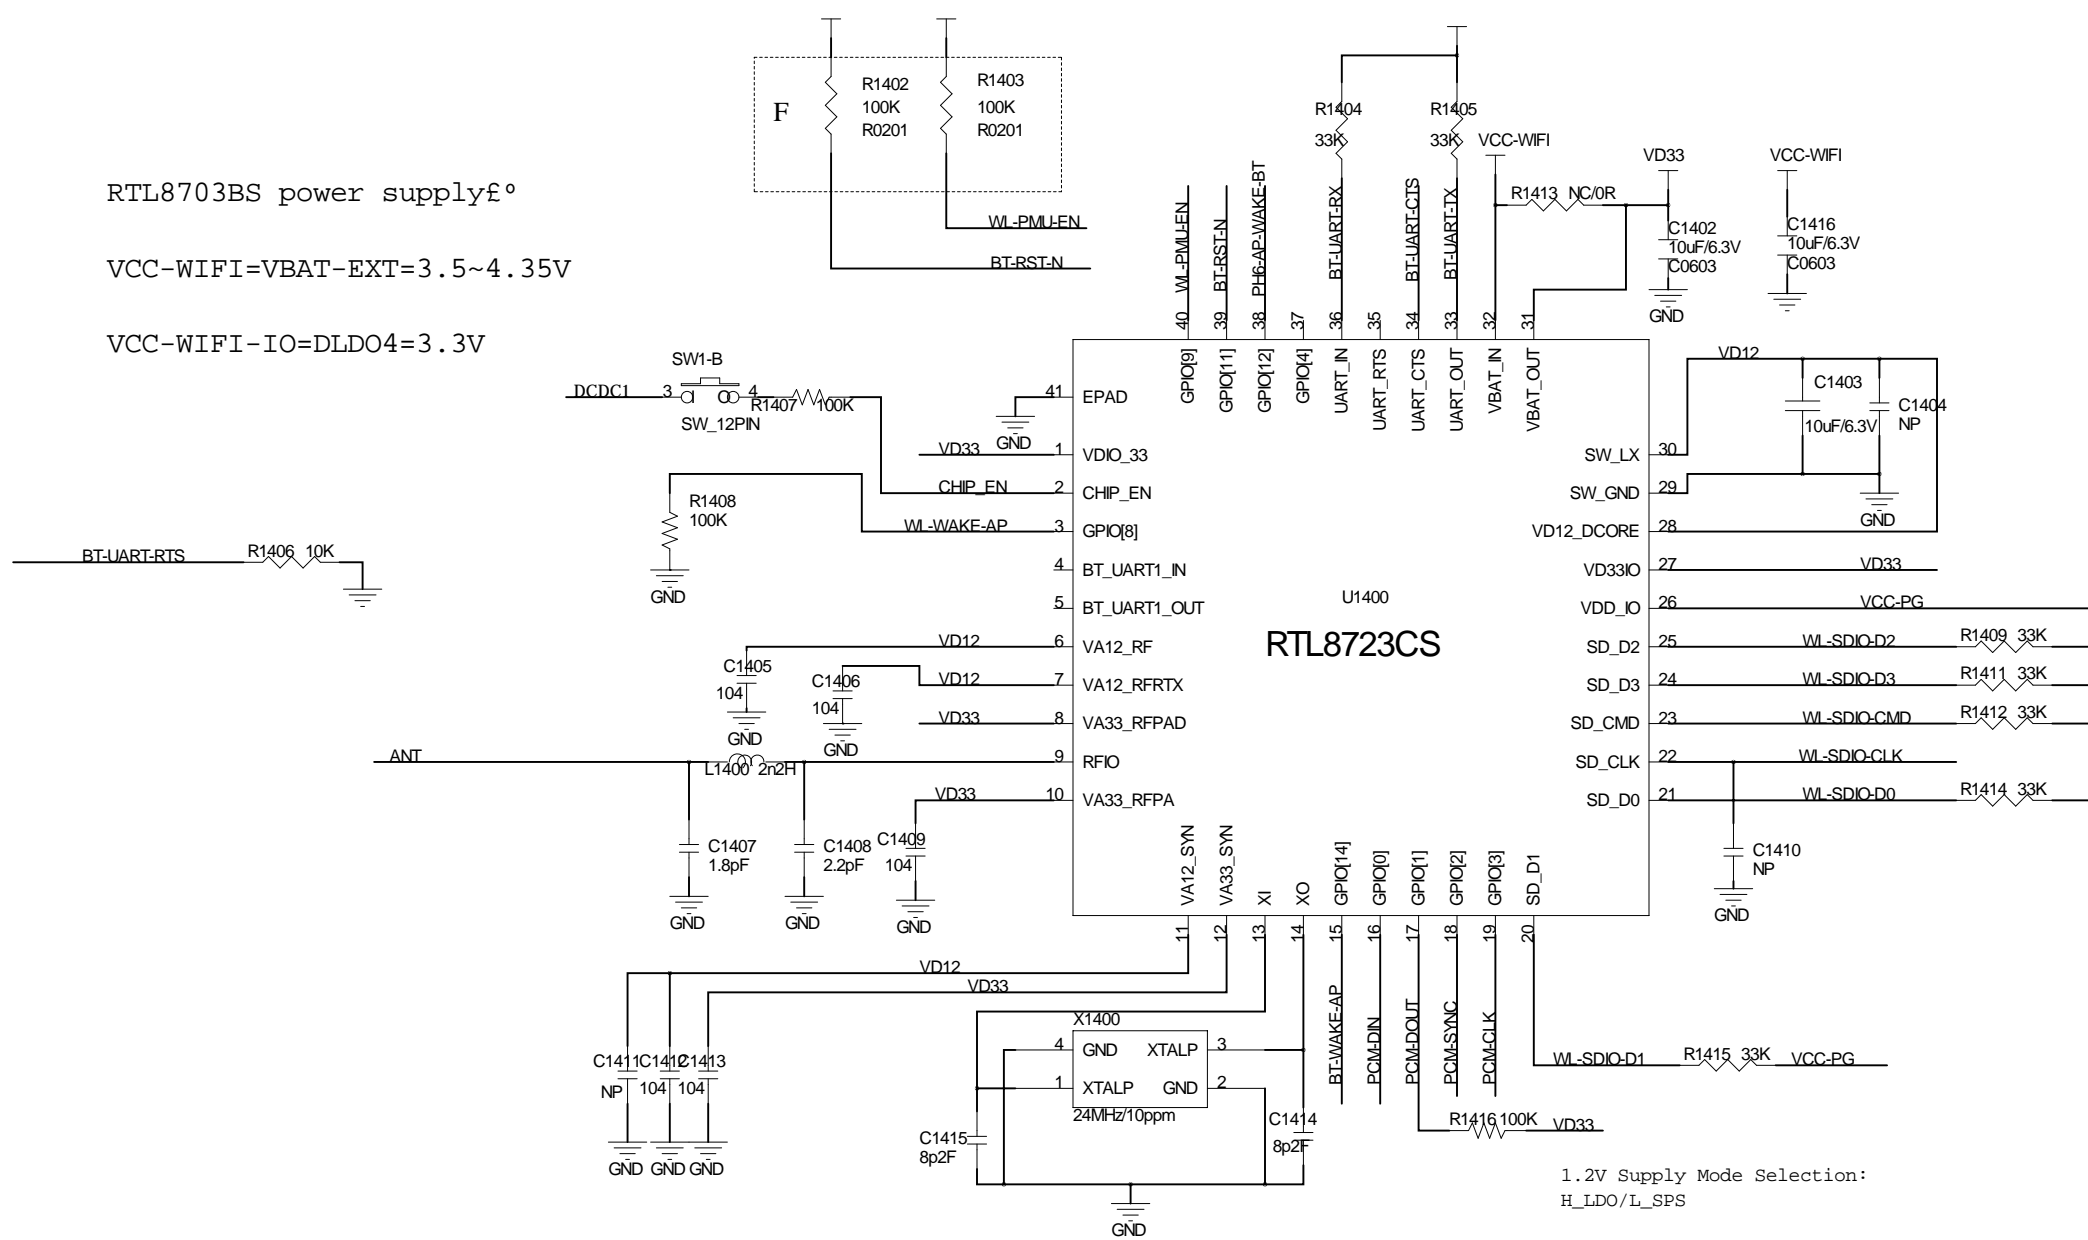 R1402
100K
R0201
R1403
100K
R0201
F
WL-PMU-EN
BT-RST-N
RTL8703BS power supply£º
VCC-WIFI=VBAT-EXT=3.5~4.35V
VCC-WIFI-IO=DLDO4=3.3V
R1404
33K
R1405
33K
VCC-WIFI
VD33
VCC-WIFI
R1413 NC/0R
C1402
10uF/6.3V
C0603
GND
C1416
10uF/6.3V
C0603
WL-PMU-EN
BT-RST-N
PH6-AP-WAKE-BT
BT-UART-RX
BT-UART-CTS
BT-UART-TX
40
39
38
37
36
35
34
33
32
31
GPIO[9]
GPIO[11]
GPIO[12]
GPIO[4]
UART_IN
UART_RTS
UART_CTS
UART_OUT
VBAT_IN
VBAT_OUT
SW1-B
DCDC1
3
4
SW_12PIN
R1407 100K
GND
41 EPAD
VD33 1 VDIO_33
CHIP_EN 2 CHIP_EN
WL-WAKE-AP 3 GPIO[8]
4 BT_UART1_IN
5 BT_UART1_OUT
VD12 6 VA12_RF
VD12 7 VA12_RFRTX
VD33 8 VA33_RFPAD
9 RFIO
VD33 10 VA33_RFPA
R1408
100K
GND
BT-UART-RTS R1406 10K
C1405
104
GND
C1406
104
GND
ANT
L1400 2n2H
C1407
1.8pF
GND
C1408
2.2pF
GND
C1409
104
GND
U1400
RTL8723CS
VD12
C1403
10uF/6.3V
C1404
NP
GND
SW_LX 30
SW_GND 29
VD12_DCORE 28
VD33IO 27 VD33
VDD_IO 26 VCC-PG
SD_D2 25 WL-SDIO-D2 R1409 33K
SD_D3 24 WL-SDIO-D3 R1411 33K
SD_CMD 23 WL-SDIO-CMD R1412 33K
SD_CLK 22 WL-SDIO-CLK
SD_D0 21 WL-SDIO-D0 R1414 33K
C1410
NP
GND
VA12_SYN
VA33_SYN
XI
XO
GPIO[14]
GPIO[0]
GPIO[1]
GPIO[2]
GPIO[3]
SD_D1
11
12
13
14
15
16
17
18
19
20
VD12
VD33
C1411
NP
GND
C1412
104
GND
C1413
104
GND
X1400
4 GND XTALP 3
1 XTALP GND 2
24MHz/10ppm
C1415
8p2F
C1414
8p2F
GND
BT-WAKE-AP
PCM-DIN
PCM-DOUT
PCM-SYNC
PCM-CLK
WL-SDIO-D1 R1415 33K VCC-PG
R1416 100K VD33
1.2V Supply Mode Selection:
H_LDO/L_SPS